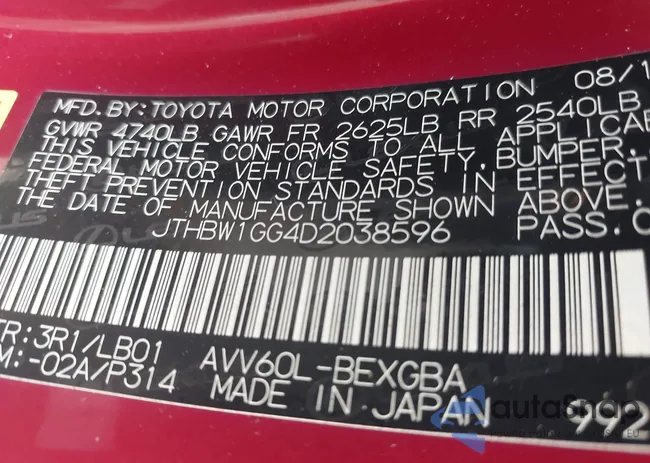 MFD. BY: TOYOTA MOTOR CORPORATION 08/1
GVWR 4740LB GAWR FR 2625LB RR 2540LB
THIS VEHICLE CONFORMS TO ALL APPLICAB
FEDERAL MOTOR VEHICLE SAFETY, BUMPER,
THEFT PREVENTION STANDARDS IN EFFECT
THE DATE OF MANUFACTURE SHOWN ABOVE.
JTHBW1GG4D2038596 PASS. C
TR:3R1/LB01 AVV60L-BEXGBA
M:-02A/P314 MADE IN JAPAN 992
autaSnap